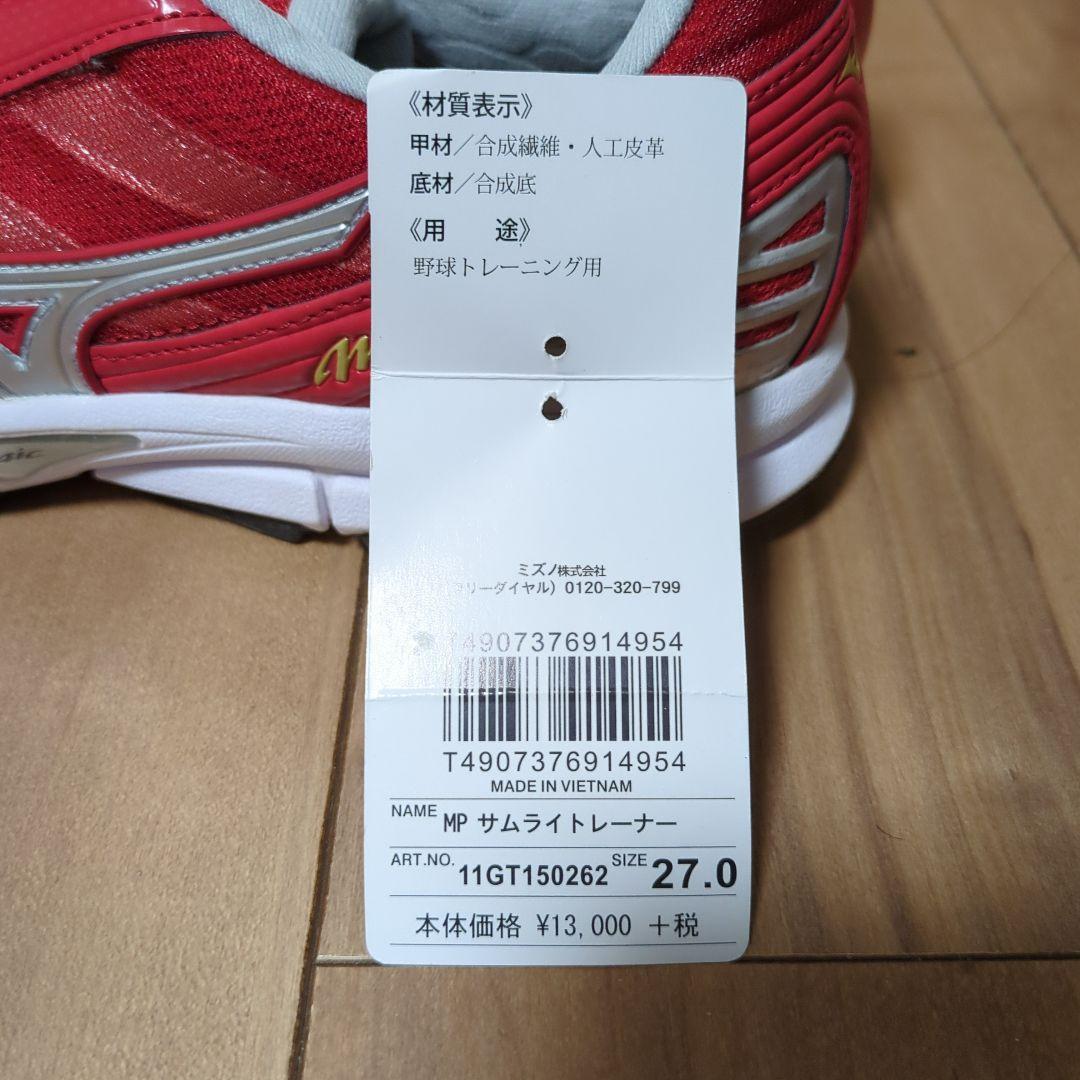 《材質表示》
甲材／合成繊維・人工皮革
底材／合成底
《用　途》
野球トレーニング用
ミズノ株式会社
リーダイヤル）0120-320-799
T4907376914954
T4907376914954
MADE IN VIETNAM
NAME MP サムライトレーナー
ART.NO. 11GT150262 SIZE 27.0
本体価格 ¥13,000 +税